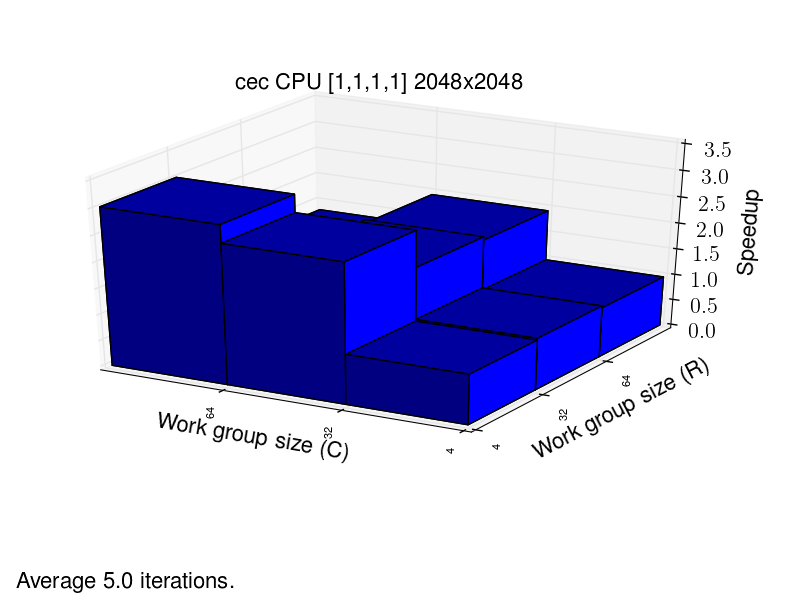 cec CPU [1,1,1,1] 2048x2048
3.5
3.0
2.5
2.0
1.5
1.0
0.5
0.0
Speedup
64
32
4
Work group size (C)
4
32
64
Work group size (R)
Average 5.0 iterations.